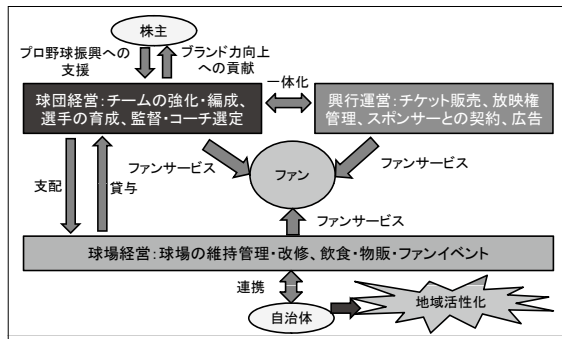 株主
プロ野球振興への
支援
ブランド力向上
への貢献
球団経営：チームの強化・編成、
選手の育成、監督・コーチ選定
一体化
興行運営：チケット販売、放映権
管理、スポンサーとの契約、広告
支配
貸与
ファンサービス
ファン
ファンサービス
ファンサービス
球場経営：球場の維持管理・改修、飲食・物販・ファンイベント
連携
自治体
地域活性化